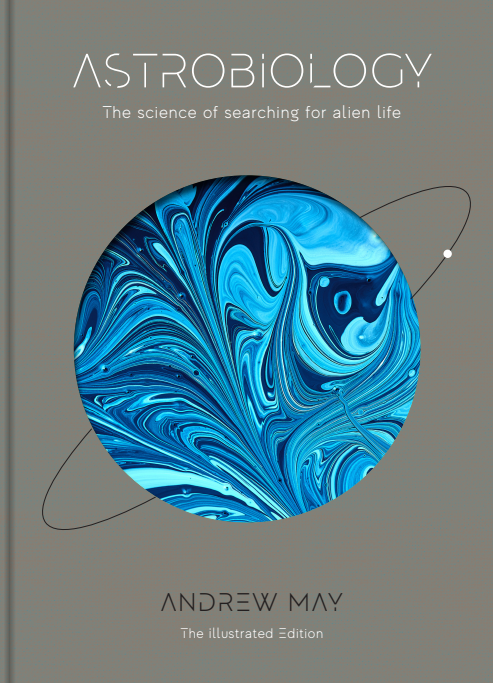 ASTROBiOLOGY
The science of searching for alien life
ANDREW MAY
The illustrated Edition